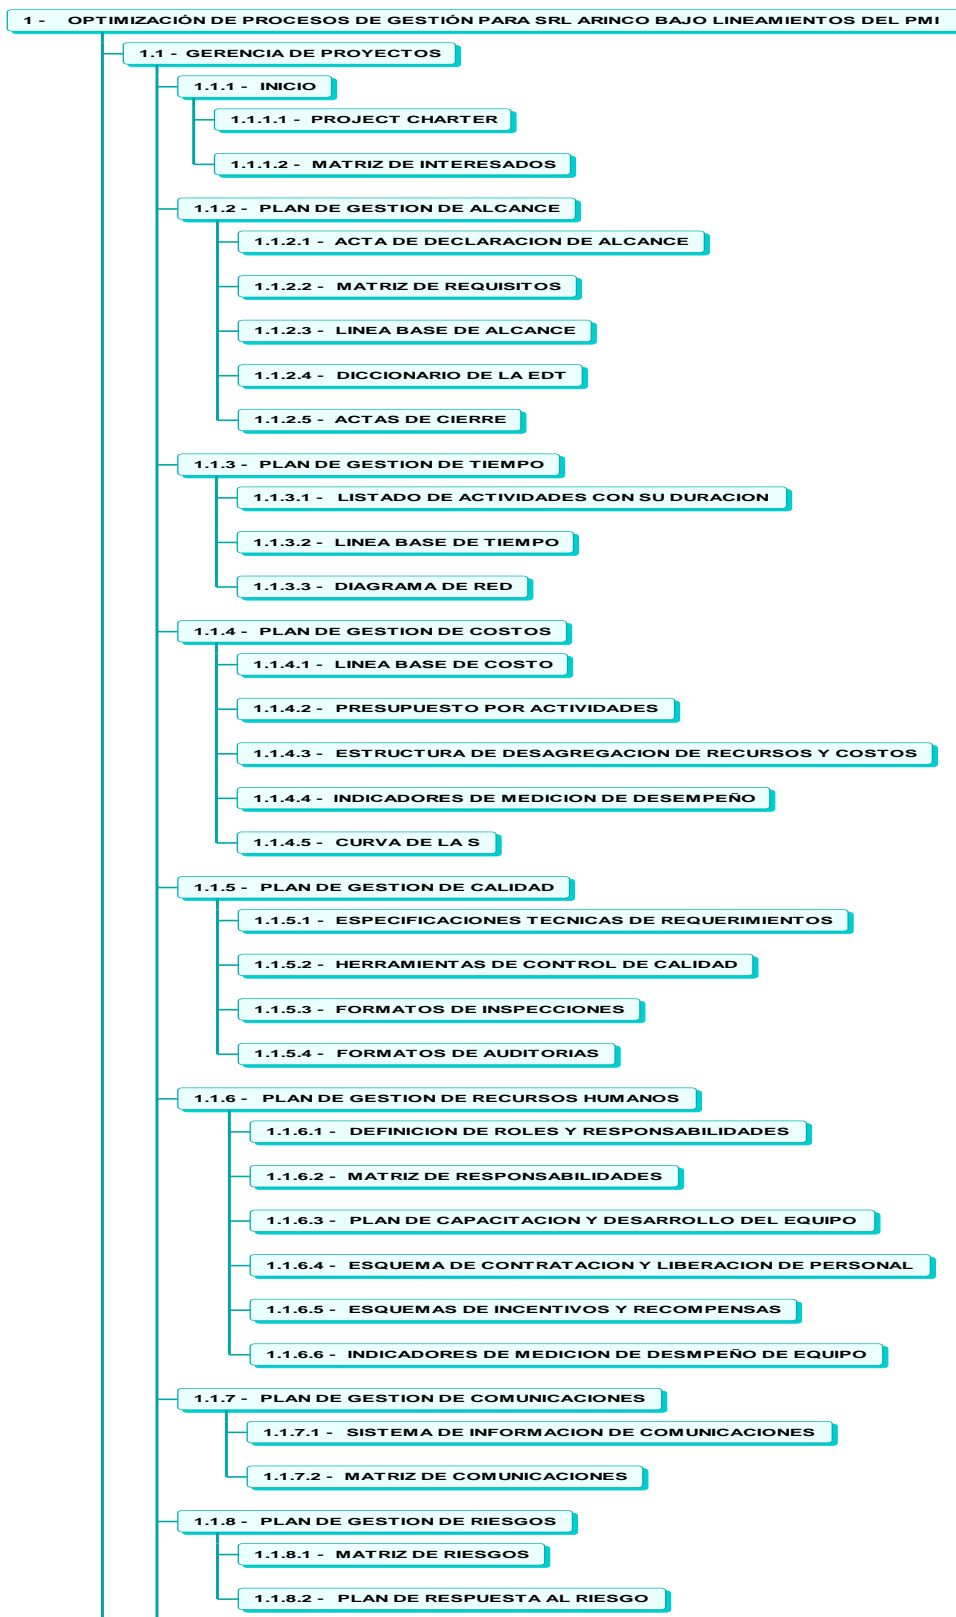 1 - OPTIMIZACIÓN DE PROCESOS DE GESTIÓN PARA SRL ARINCO BAJO LINEAMIENTOS DEL PMI
1.1 - GERENCIA DE PROYECTOS
1.1.1 - INICIO
1.1.1.1 - PROJECT CHARTER
1.1.1.2 - MATRIZ DE INTERESADOS
1.1.2 - PLAN DE GESTION DE ALCANCE
1.1.2.1 - ACTA DE DECLARACION DE ALCANCE
1.1.2.2 - MATRIZ DE REQUISITOS
1.1.2.3 - LINEA BASE DE ALCANCE
1.1.2.4 - DICCIONARIO DE LA EDT
1.1.2.5 - ACTAS DE CIERRE
1.1.3 - PLAN DE GESTION DE TIEMPO
1.1.3.1 - LISTADO DE ACTIVIDADES CON SU DURACION
1.1.3.2 - LINEA BASE DE TIEMPO
1.1.3.3 - DIAGRAMA DE RED
1.1.4 - PLAN DE GESTION DE COSTOS
1.1.4.1 - LINEA BASE DE COSTO
1.1.4.2 - PRESUPUESTO POR ACTIVIDADES
1.1.4.3 - ESTRUCTURA DE DESAGREGACION DE RECURSOS Y COSTOS
1.1.4.4 - INDICADORES DE MEDICION DE DESEMPEÑO
1.1.4.5 - CURVA DE LA S
1.1.5 - PLAN DE GESTION DE CALIDAD
1.1.5.1 - ESPECIFICACIONES TECNICAS DE REQUERIMIENTOS
1.1.5.2 - HERRAMIENTAS DE CONTROL DE CALIDAD
1.1.5.3 - FORMATOS DE INSPECCIONES
1.1.5.4 - FORMATOS DE AUDITORIAS
1.1.6 - PLAN DE GESTION DE RECURSOS HUMANOS
1.1.6.1 - DEFINICION DE ROLES Y RESPONSABILIDADES
1.1.6.2 - MATRIZ DE RESPONSABILIDADES
1.1.6.3 - PLAN DE CAPACITACION Y DESARROLLO DEL EQUIPO
1.1.6.4 - ESQUEMA DE CONTRATACION Y LIBERACION DE PERSONAL
1.1.6.5 - ESQUEMAS DE INCENTIVOS Y RECOMPENSAS
1.1.6.6 - INDICADORES DE MEDICION DE DESMPEÑO DE EQUIPO
1.1.7 - PLAN DE GESTION DE COMUNICACIONES
1.1.7.1 - SISTEMA DE INFORMACION DE COMUNICACIONES
1.1.7.2 - MATRIZ DE COMUNICACIONES
1.1.8 - PLAN DE GESTION DE RIESGOS
1.1.8.1 - MATRIZ DE RIESGOS
1.1.8.2 - PLAN DE RESPUESTA AL RIESGO